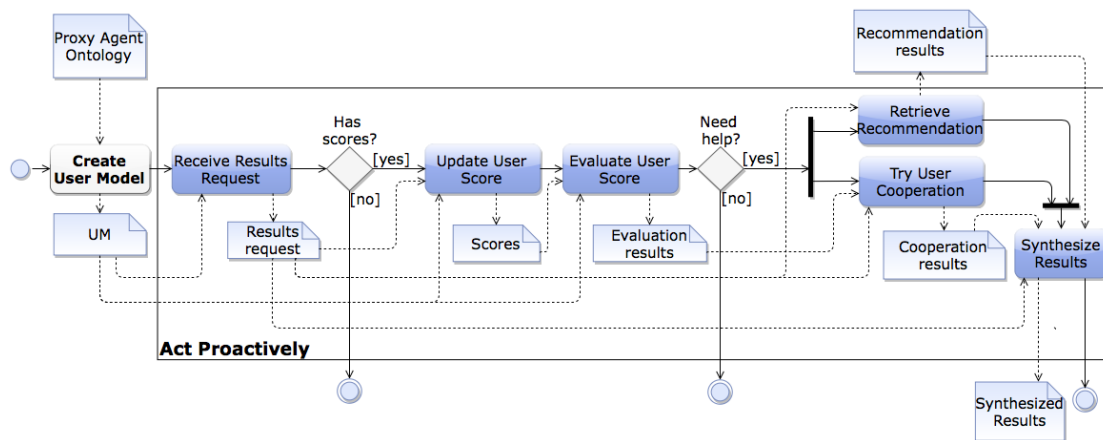 Proxy Agent
Ontology
Recommendation
results
Has
scores?
Need
help?
Retrieve
Recommendation
Create
User Model
Receive Results
Request
[yes]
[no]
Update User
Score
Evaluate User
Score
[yes]
[no]
Try User
Cooperation
UM
Results
request
Scores
Evaluation
results
Cooperation
results
Synthesize
Results
Act Proactively
Synthesized
Results